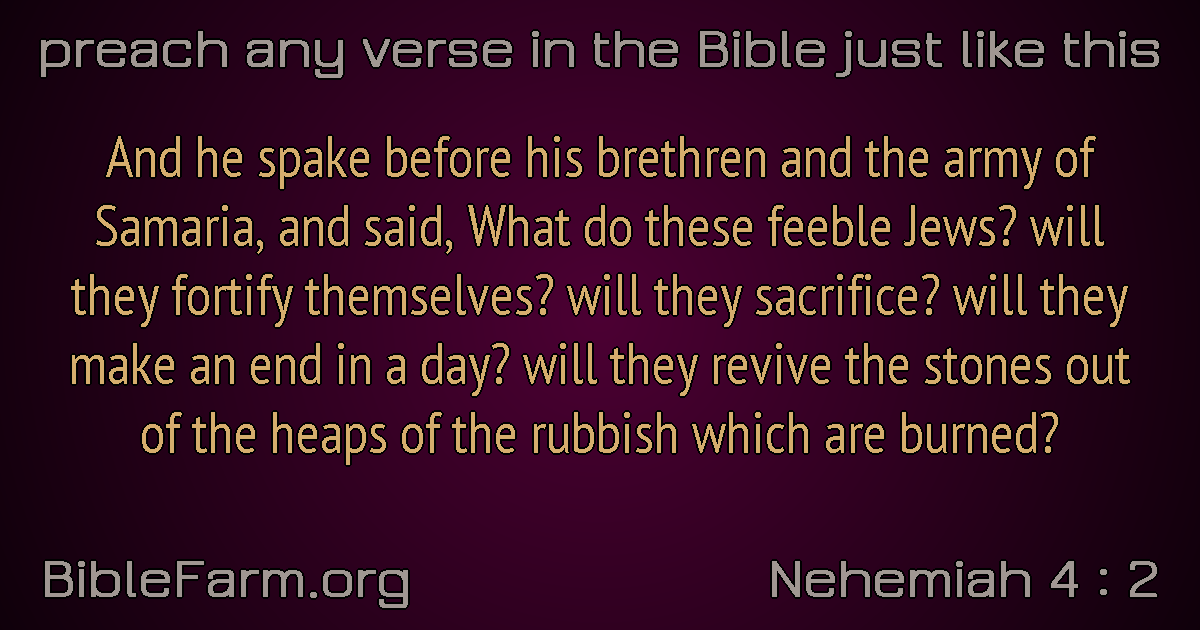 preach any verse in the Bible just like this
And he spake before his brethren and the army of
Samaria, and said, What do these feeble Jews? will
they fortify themselves? will they sacrifice? will they
make an end in a day? will they revive the stones out
of the heaps of the rubbish which are burned?
BibleFarm.org
Nehemiah 4 : 2